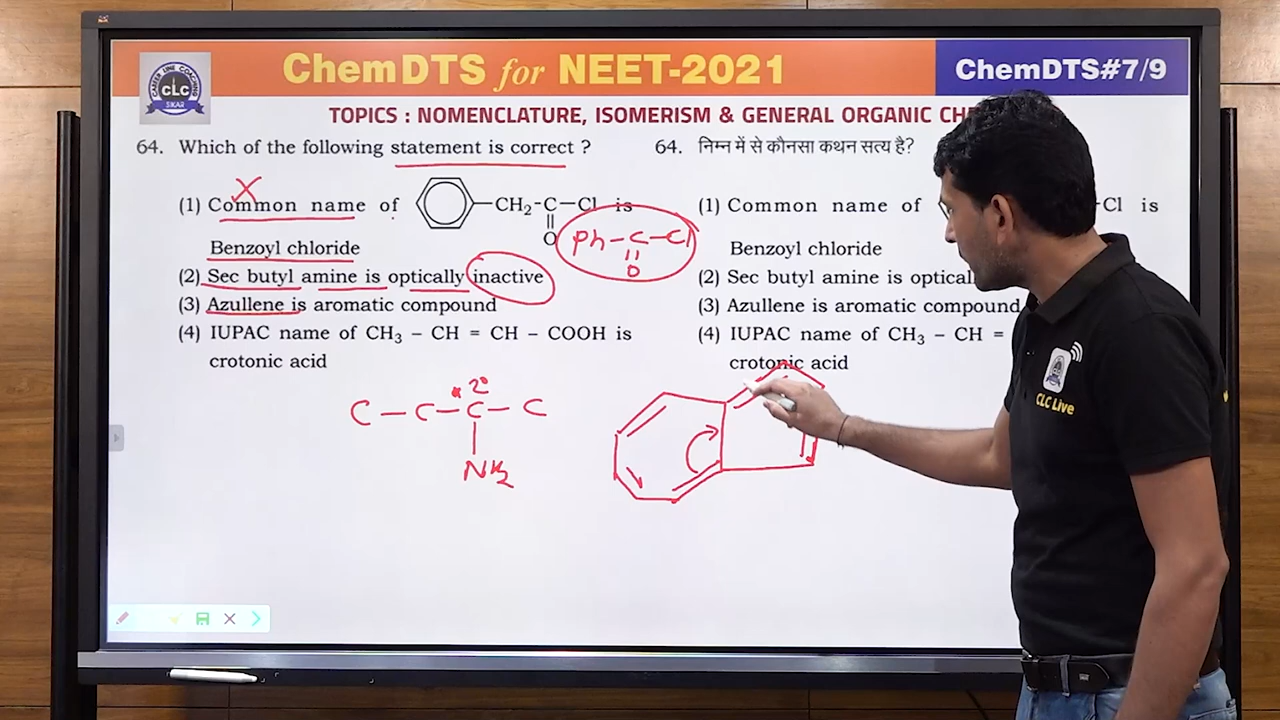 ChemDTS for NEET-2021
ChemDTS#7/9
CAREER LINE COACHING
CLC
SIKAR
TOPICS : NOMENCLATURE, ISOMERISM & GENERAL ORGANIC CHE
64. Which of the following statement is correct ?
(1) Common name of
CH₂-C-Cl is
O
Benzoyl chloride
Ph-C-Cl
O
(2) Sec butyl amine is optically inactive
(3) Azullene is aromatic compound
(4) IUPAC name of CH₃ – CH = CH – COOH is
crotonic acid
* 2°
C – C – C – C
NH₂
64. निम्न में से कौनसा कथन सत्य है?
(1) Common name of
-Cl is
Benzoyl chloride
(2) Sec butyl amine is optical
(3) Azullene is aromatic compound
(4) IUPAC name of CH₃ – CH =
crotonic acid
CLC Live